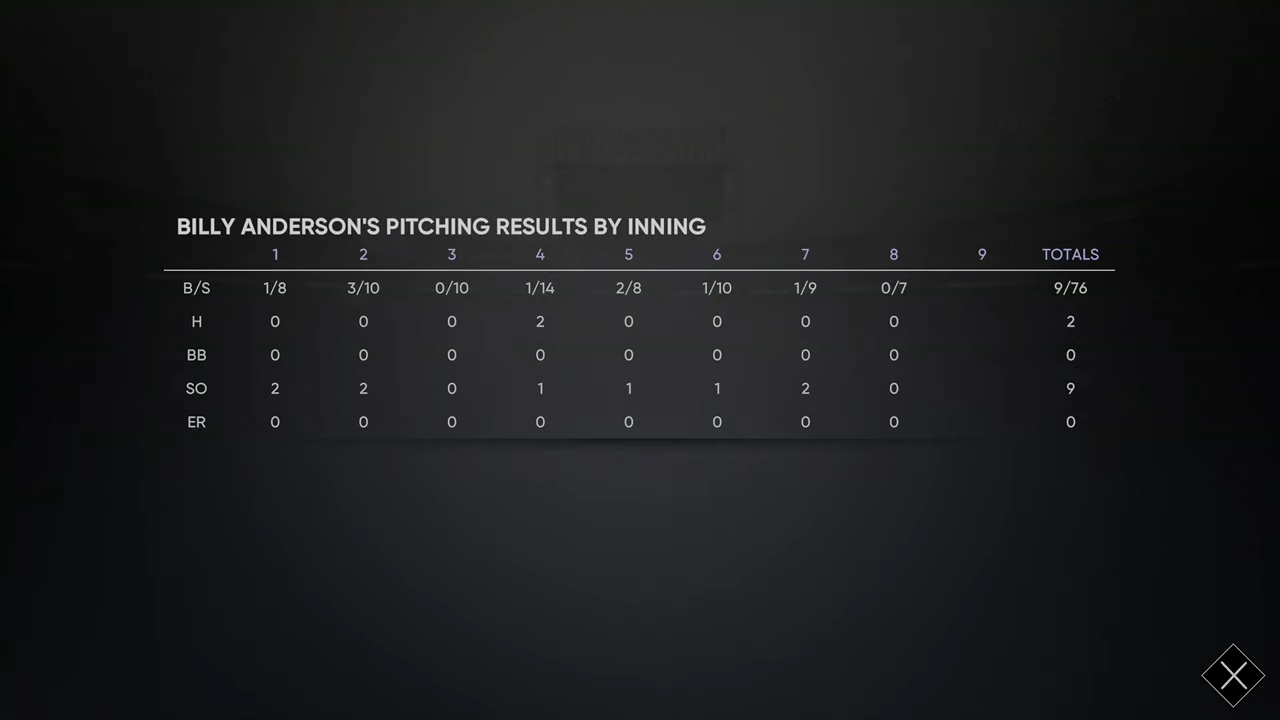 BILLY ANDERSON'S PITCHING RESULTS BY INNING
1 2 3 4 5 6 7 8 9 TOTALS
B/S 1/8 3/10 0/10 1/14 2/8 1/10 1/9 0/7 9/76
H 0 0 0 2 0 0 0 0 2
BB 0 0 0 0 0 0 0 0 0
SO 2 2 0 1 1 1 2 0 9
ER 0 0 0 0 0 0 0 0 0